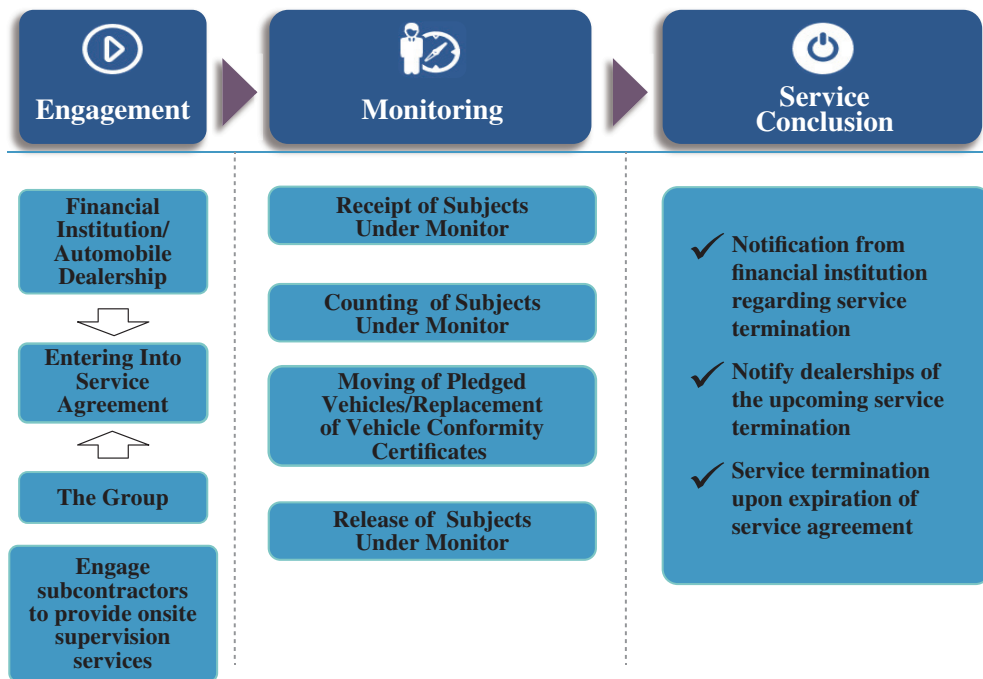 Engagement
Monitoring
Service
Conclusion
Financial
Institution/
Automobile
Dealership
Entering Into
Service
Agreement
The Group
Engage
subcontractors
to provide onsite
supervision
services
Receipt of Subjects
Under Monitor
Counting of Subjects
Under Monitor
Moving of Pledged
Vehicles/Replacement
of Vehicle Conformity
Certificates
Release of Subjects
Under Monitor
Notification from
financial institution
regarding service
termination
Notify dealerships of
the upcoming service
termination
Service termination
upon expiration of
service agreement